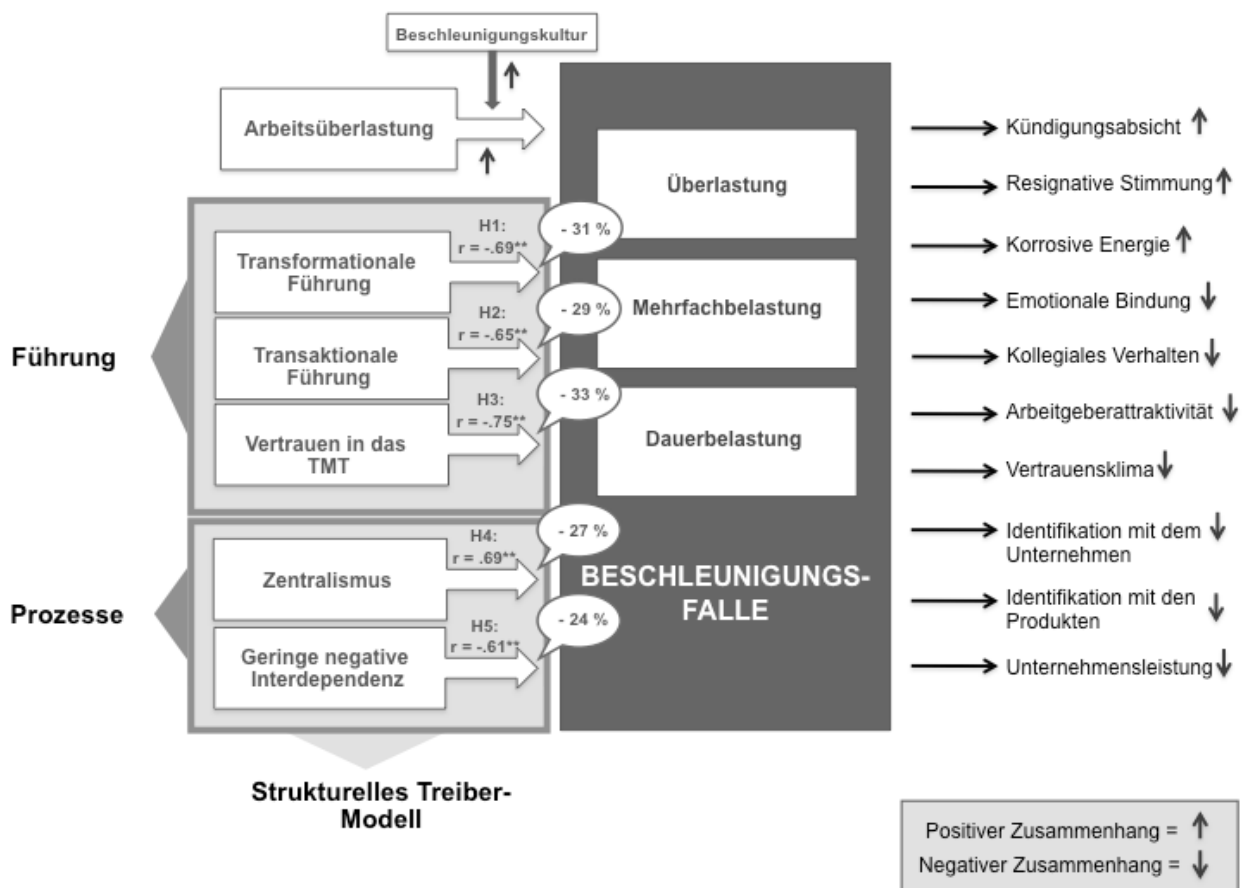 Beschleunigungskultur
Arbeitsüberlastung
Führung
H1:
r = -.69**
- 31 %
Transformationale
Führung
H2:
r = -.65**
- 29 %
Transaktionale
Führung
H3:
r = -.75**
- 33 %
Vertrauen in das
TMT
Prozesse
H4:
r = .69**
- 27 %
Zentralismus
H5:
r = -.61**
- 24 %
Geringe negative
Interdependenz
Strukturelles Treiber-
Modell
Überlastung
Mehrfachbelastung
Dauerbelastung
BESCHLEUNIGUNGS-
FALLE
Kündigungsabsicht ↑
Resignative Stimmung ↑
Korrosive Energie ↑
Emotionale Bindung ↓
Kollegiales Verhalten ↓
Arbeitgeberattraktivität ↓
Vertrauensklima ↓
Identifikation mit dem ↓
Unternehmen
Identifikation mit den
Produkten ↓
Unternehmensleistung ↓
Positiver Zusammenhang = ↑
Negativer Zusammenhang = ↓